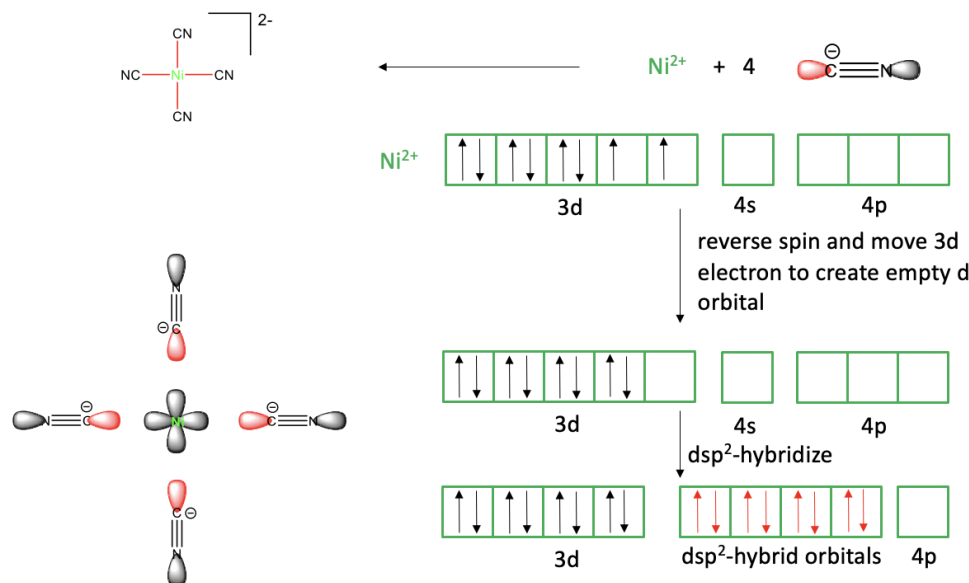 CN
2-
NC Ni CN
CN
Ni²⁺ + 4 C≡N
⊖
Ni²⁺
3d 4s 4p
reverse spin and move 3d
electron to create empty d
orbital
3d 4s 4p
dsp²-hybridize
3d dsp²-hybrid orbitals 4p
N
⊖ C
N C ⊖ Ni ⊖ C N
C ⊖
N